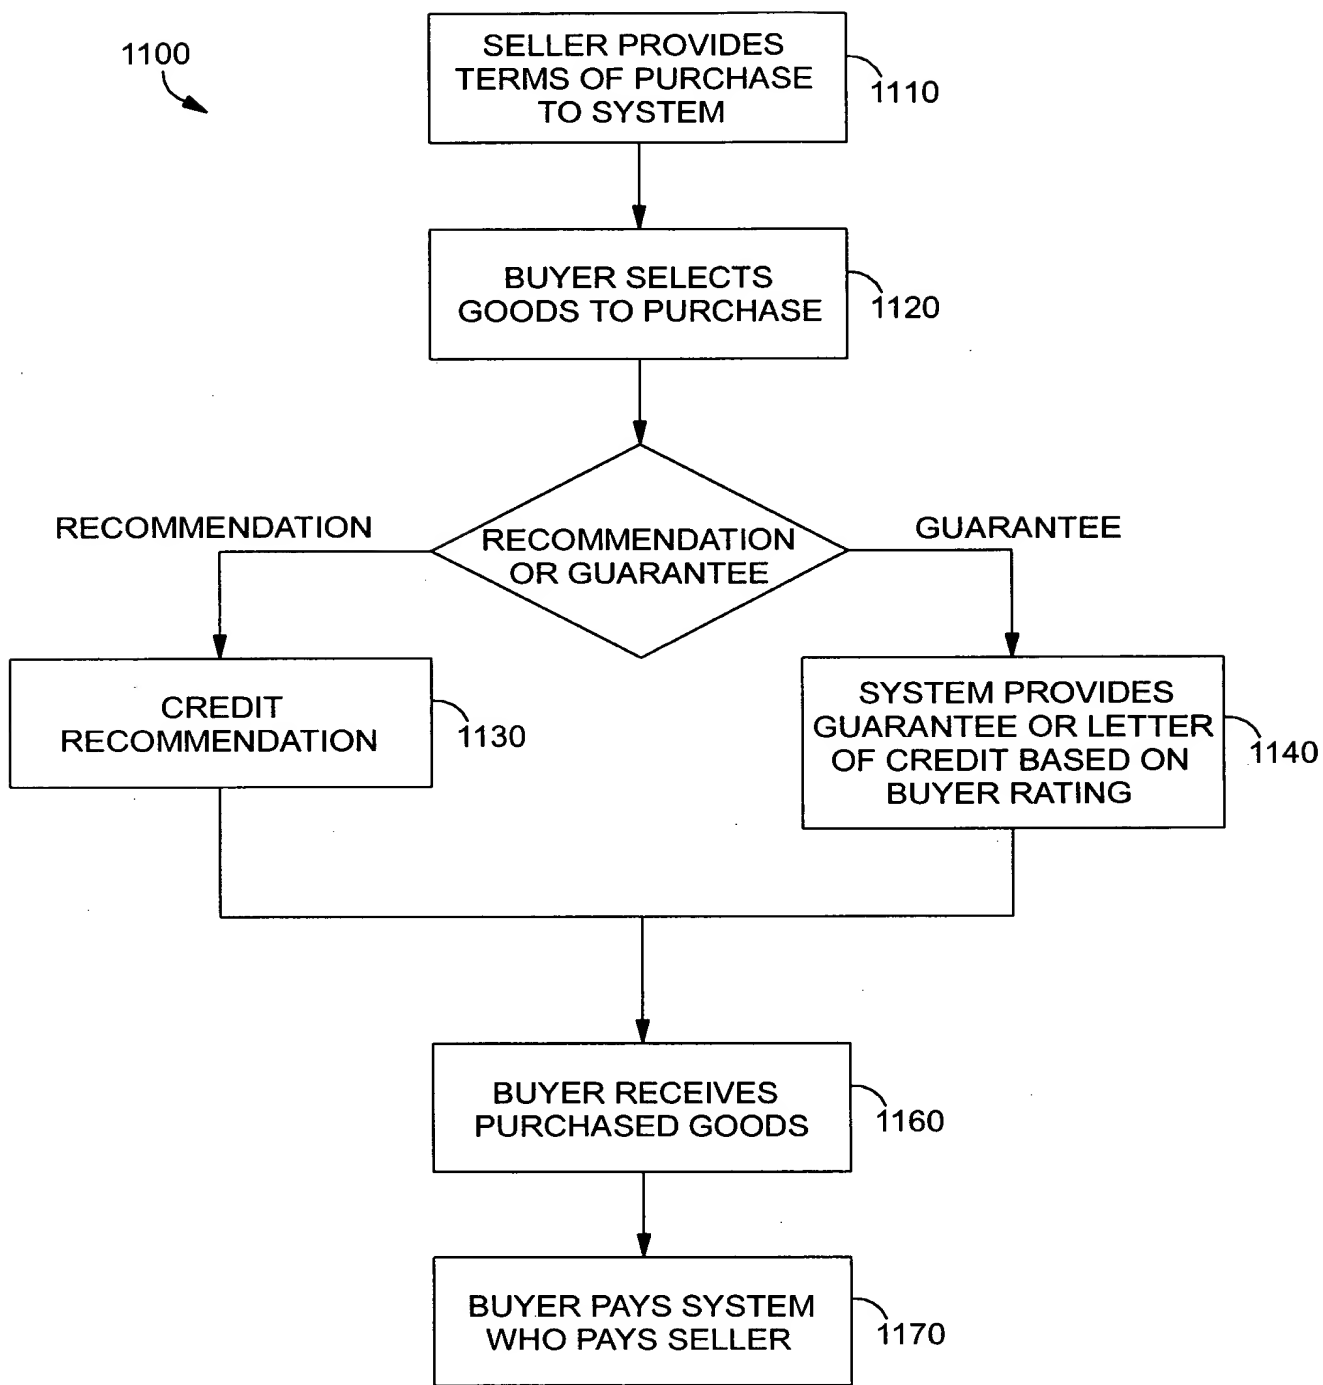 1100
SELLER PROVIDES
TERMS OF PURCHASE
TO SYSTEM
1110
BUYER SELECTS
GOODS TO PURCHASE
1120
RECOMMENDATION
RECOMMENDATION
OR GUARANTEE
GUARANTEE
CREDIT
RECOMMENDATION
1130
SYSTEM PROVIDES
GUARANTEE OR LETTER
OF CREDIT BASED ON
BUYER RATING
1140
BUYER RECEIVES
PURCHASED GOODS
1160
BUYER PAYS SYSTEM
WHO PAYS SELLER
1170